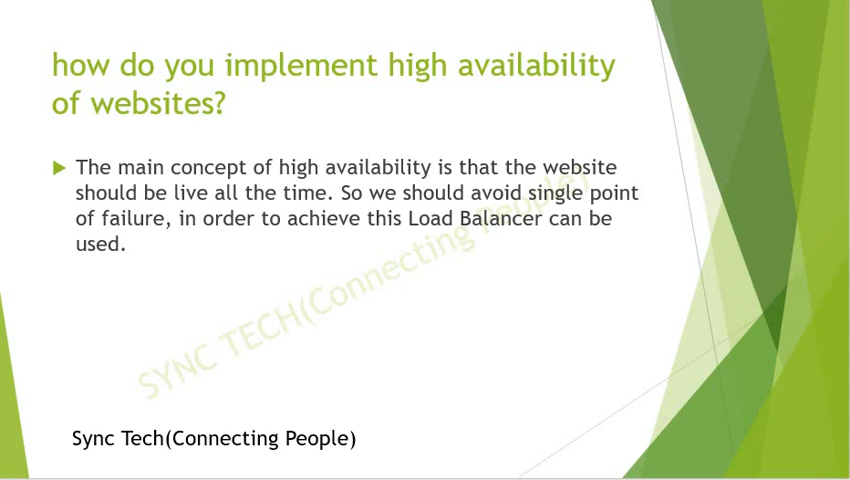 how do you implement high availability
of websites?
The main concept of high availability is that the website
should be live all the time. So we should avoid single point
of failure, in order to achieve this Load Balancer can be
used.
SYNC TECH(Connecting People)
Sync Tech(Connecting People)